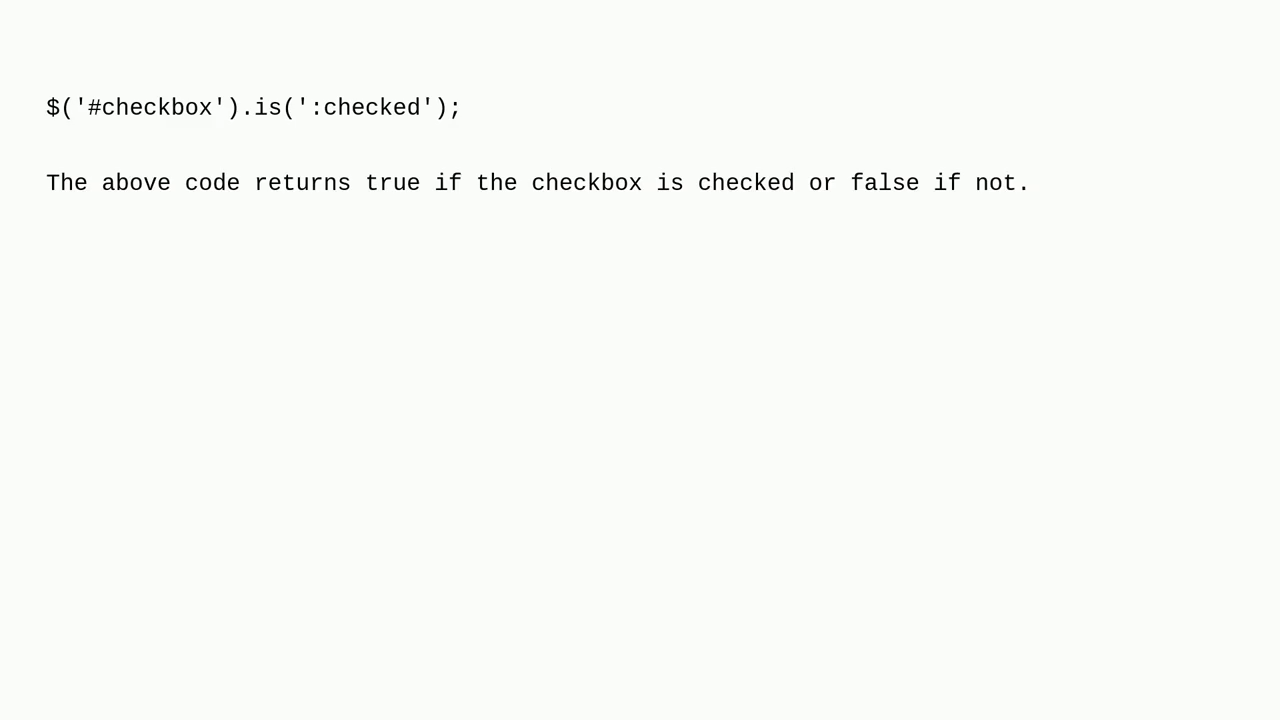 $('#checkbox').is(':checked');
The above code returns true if the checkbox is checked or false if not.